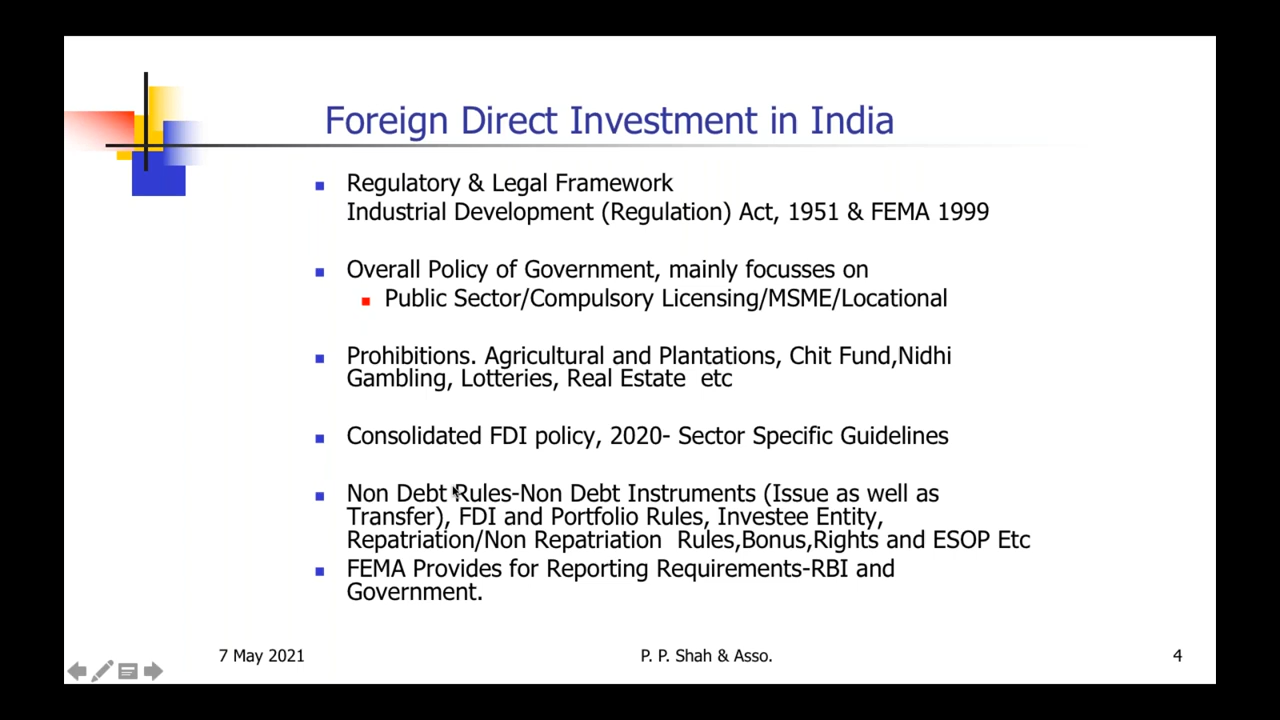 Foreign Direct Investment in India
Regulatory & Legal Framework
Industrial Development (Regulation) Act, 1951 & FEMA 1999
Overall Policy of Government, mainly focusses on
Public Sector/Compulsory Licensing/MSME/Locational
Prohibitions. Agricultural and Plantations, Chit Fund,Nidhi
Gambling, Lotteries, Real Estate etc
Consolidated FDI policy, 2020- Sector Specific Guidelines
Non Debt Rules-Non Debt Instruments (Issue as well as
Transfer), FDI and Portfolio Rules, Investee Entity,
Repatriation/Non Repatriation Rules,Bonus,Rights and ESOP Etc
FEMA Provides for Reporting Requirements-RBI and
Government.
7 May 2021
P. P. Shah & Asso.
4